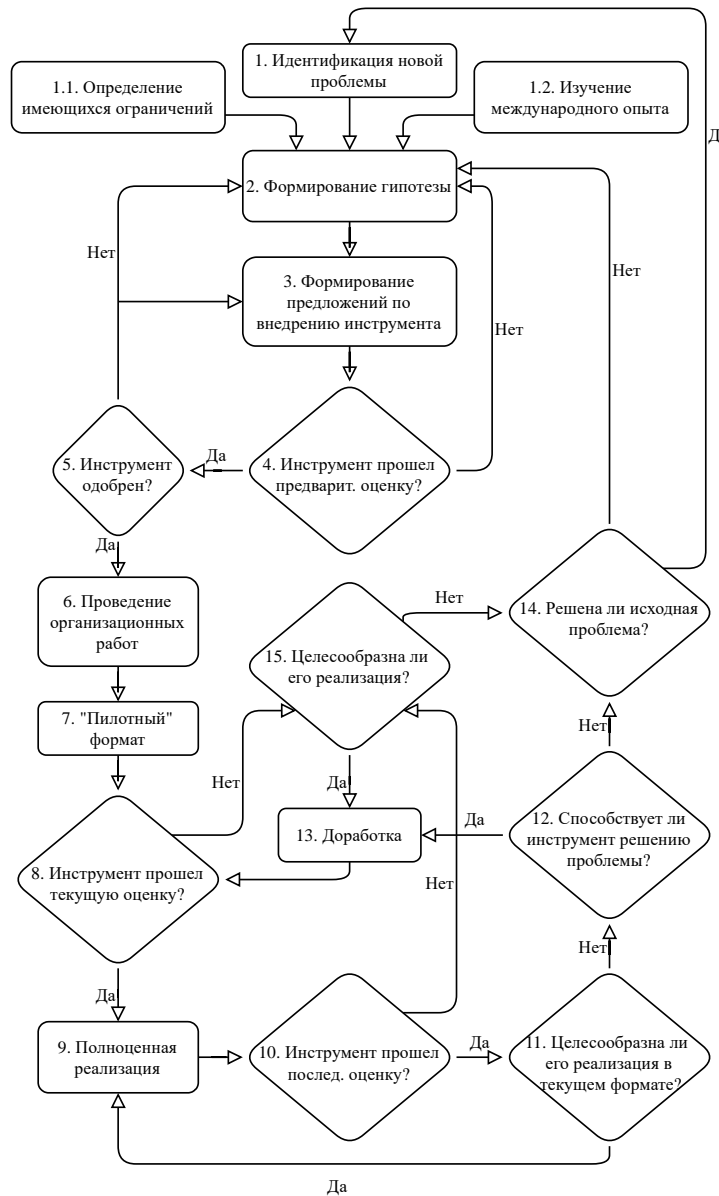 1. Идентификация новой
проблемы
1.1. Определение
имеющихся ограничений
1.2. Изучение
международного опыта
Д
2. Формирование гипотезы
Нет
Нет
3. Формирование
предложений по
внедрению инструмента
Нет
Да
5. Инструмент
одобрен?
4. Инструмент прошел
предварит. оценку?
Да
6. Проведение
организационных
работ
Нет
14. Решена ли исходная
проблема?
15. Целесообразна ли
его реализация?
7. "Пилотный"
формат
Нет
Нет
Да
13. Доработка
Да
12. Способствует ли
инструмент решению
проблемы?
8. Инструмент прошел
текущую оценку?
Нет
Нет
Да
9. Полноценная
реализация
10. Инструмент прошел
послед. оценку?
Да
11. Целесообразна ли
его реализация в
текущем формате?
Да